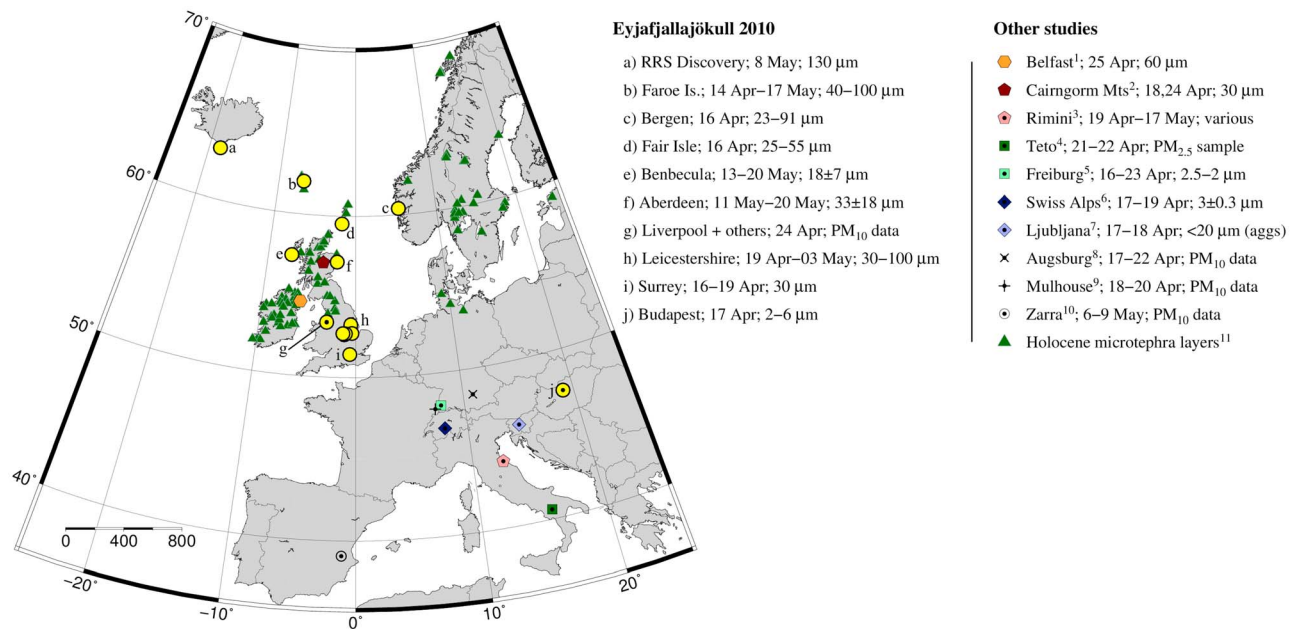 70˚
60˚
50˚
40˚
−20˚
−10˚
0˚
10˚
20˚
0 400 800
a
b
c
d
e
f
g
h
i
j
Eyjafjallajökull 2010
a) RRS Discovery; 8 May; 130 μm
b) Faroe Is.; 14 Apr−17 May; 40−100 μm
c) Bergen; 16 Apr; 23−91 μm
d) Fair Isle; 16 Apr; 25−55 μm
e) Benbecula; 13−20 May; 18±7 μm
f) Aberdeen; 11 May−20 May; 33±18 μm
g) Liverpool + others; 24 Apr; PM₁₀ data
h) Leicestershire; 19 Apr−03 May; 30−100 μm
i) Surrey; 16−19 Apr; 30 μm
j) Budapest; 17 Apr; 2−6 μm
Other studies
Belfast¹; 25 Apr; 60 μm
Cairngorm Mts²; 18,24 Apr; 30 μm
Rimini³; 19 Apr−17 May; various
Teto⁴; 21−22 Apr; PM₂.₅ sample
Freiburg⁵; 16−23 Apr; 2.5−2 μm
Swiss Alps⁶; 17−19 Apr; 3±0.3 μm
Ljubljana⁷; 17−18 Apr; <20 μm (aggs)
Augsburg⁸; 17−22 Apr; PM₁₀ data
Mulhouse⁹; 18−20 Apr; PM₁₀ data
Zarra¹⁰; 6−9 May; PM₁₀ data
Holocene microtephra layers¹¹